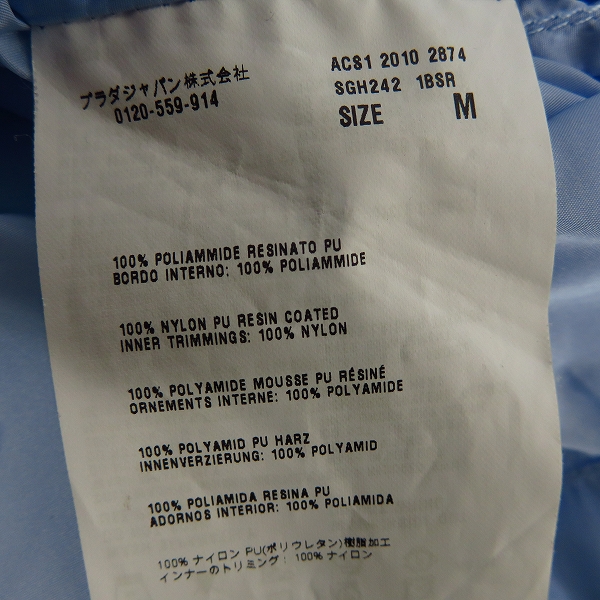 プラダジャパン株式会社
0120-559-914
ACS1 2010 2874
SGH242 1BSR
SIZE M
100% POLIAMMIDE RESINATO PU
BORDO INTERNO: 100% POLIAMMIDE
100% NYLON PU RESIN COATED
INNER TRIMMINGS: 100% NYLON
100% POLYAMIDE MOUSSE PU RÉSINÉ
ORNEMENTS INTERNE: 100% POLYAMIDE
100% POLYAMID PU HARZ
INNENVERZIERUNG: 100% POLYAMID
100% POLIAMIDA RESINA PU
ADORNOS INTERIOR: 100% POLIAMIDA
100% ナイロン PU(ポリウレタン)樹脂加工
インナーのトリミング: 100% ナイロン